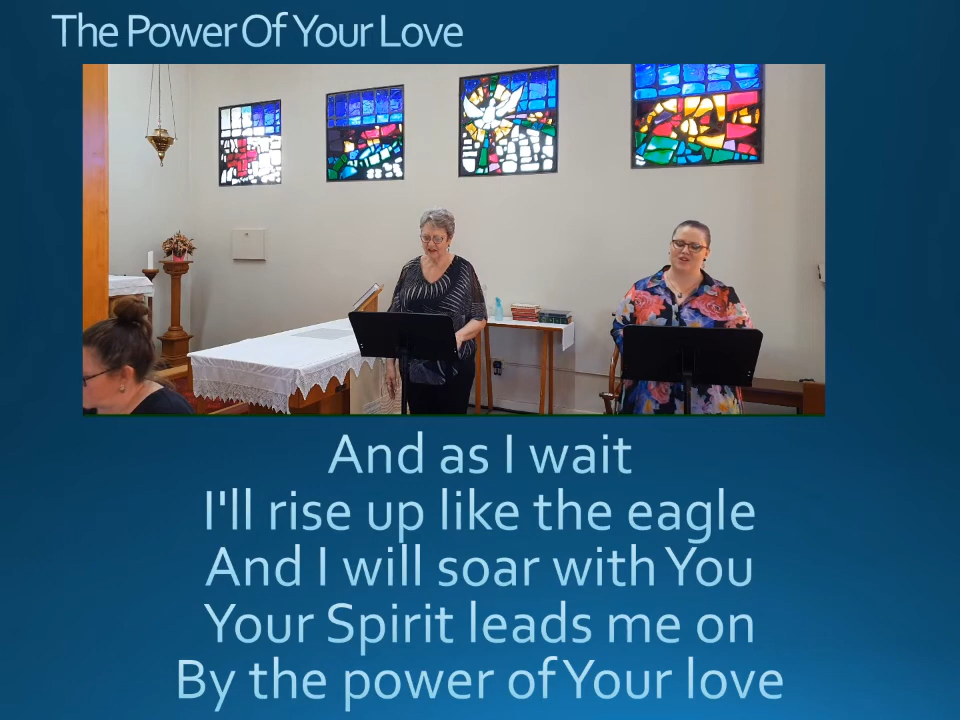 The Power Of Your Love
And as I wait
I'll rise up like the eagle
And I will soar with You
Your Spirit leads me on
By the power of Your love